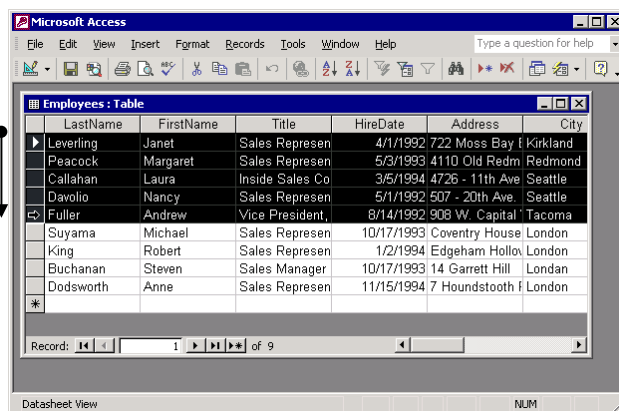 Microsoft Access
File Edit View Insert Format Records Tools Window Help Type a question for help
Employees : Table
LastName FirstName Title HireDate Address City
Leverling Janet Sales Represen 4/1/1992 722 Moss Bay E Kirkland
Peacock Margaret Sales Represen 5/3/1993 4110 Old Redm Redmond
Callahan Laura Inside Sales Co 3/5/1994 4726 - 11th Ave Seattle
Davolio Nancy Sales Represen 5/1/1992 507 - 20th Ave. Seattle
Fuller Andrew Vice President, 8/14/1992 908 W. Capital Tacoma
Suyama Michael Sales Represen 10/17/1993 Coventry House London
King Robert Sales Represen 1/2/1994 Edgeham Hollow London
Buchanan Steven Sales Manager 10/17/1993 14 Garrett Hill Londan
Dodsworth Anne Sales Represen 11/15/1994 7 Houndstooth F London
Record: 1 of 9
Datasheet View NUM